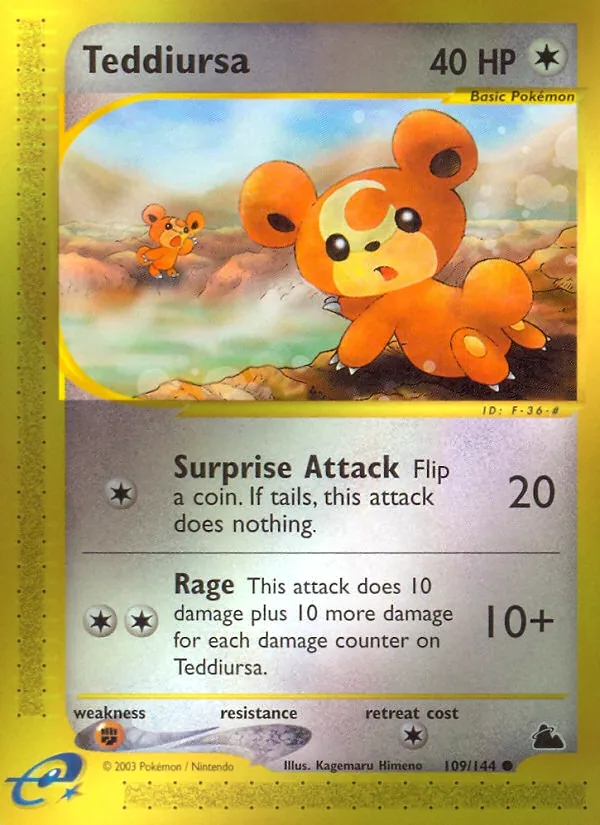 Teddiursa 40 HP
Basic Pokémon
ID: F-36-#
Surprise Attack Flip
a coin. If tails, this attack
does nothing.
20
Rage This attack does 10
damage plus 10 more damage
for each damage counter on
Teddiursa.
10+
weakness resistance retreat cost
© 2003 Pokémon / Nintendo Illus. Kagemaru Himeno 109/144
e